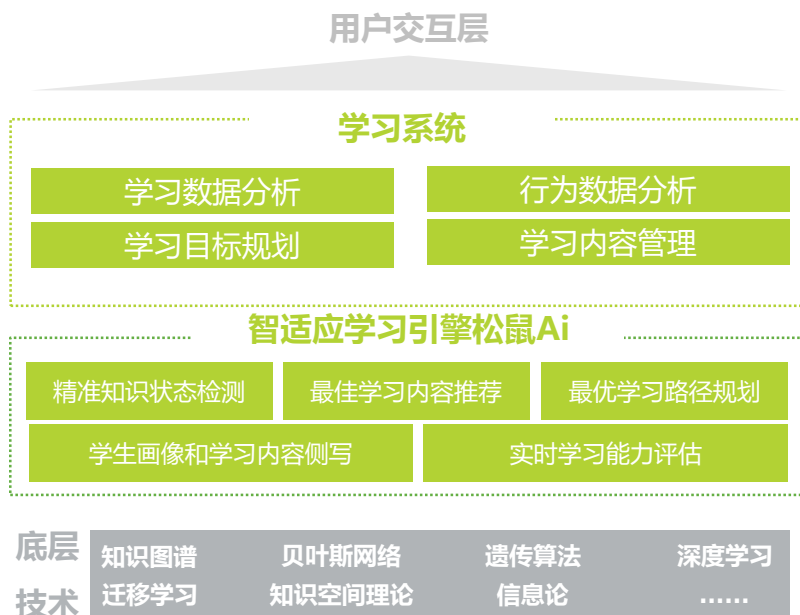 用户交互层
学习系统
学习数据分析
行为数据分析
学习目标规划
学习内容管理
智适应学习引擎松鼠Ai
精准知识状态检测
最佳学习内容推荐
最优学习路径规划
学生画像和学习内容侧写
实时学习能力评估
底层
技术
知识图谱
贝叶斯网络
遗传算法
深度学习
迁移学习
知识空间理论
信息论
......